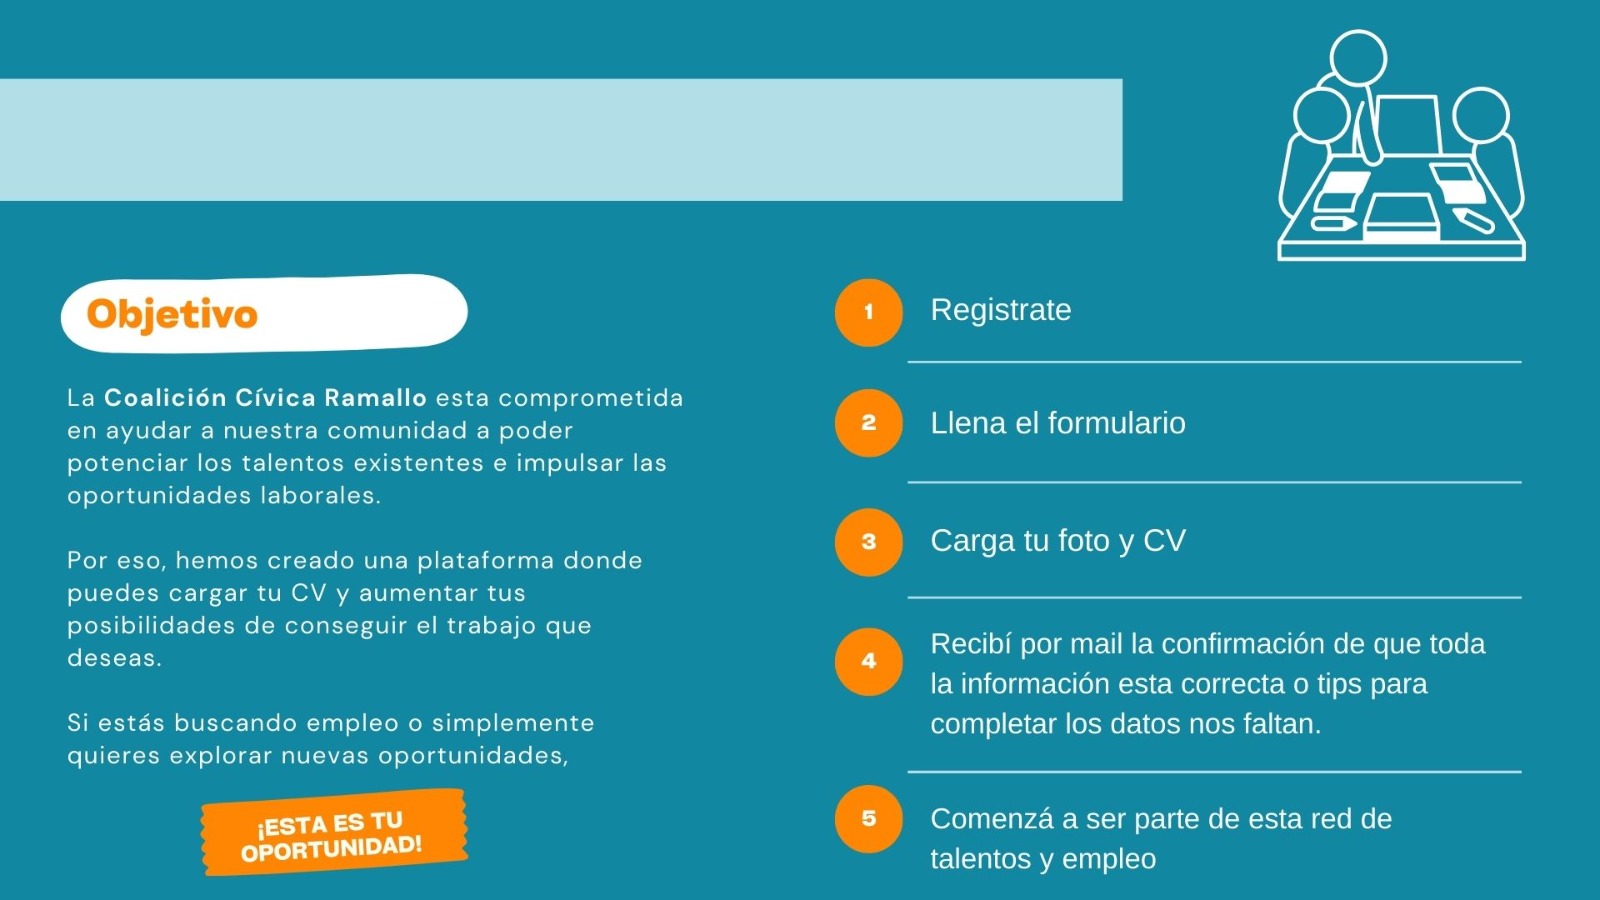 Objetivo
La Coalición Cívica Ramallo esta comprometida
en ayudar a nuestra comunidad a poder
potenciar los talentos existentes e impulsar las
oportunidades laborales.
Por eso, hemos creado una plataforma donde
puedes cargar tu CV y aumentar tus
posibilidades de conseguir el trabajo que
deseas.
Si estás buscando empleo o simplemente
quieres explorar nuevas oportunidades,
¡ESTA ES TU
OPORTUNIDAD!
1 Registrate
2 Llena el formulario
3 Carga tu foto y CV
4 Recibí por mail la confirmación de que toda
la información esta correcta o tips para
completar los datos nos faltan.
5 Comenzá a ser parte de esta red de
talentos y empleo